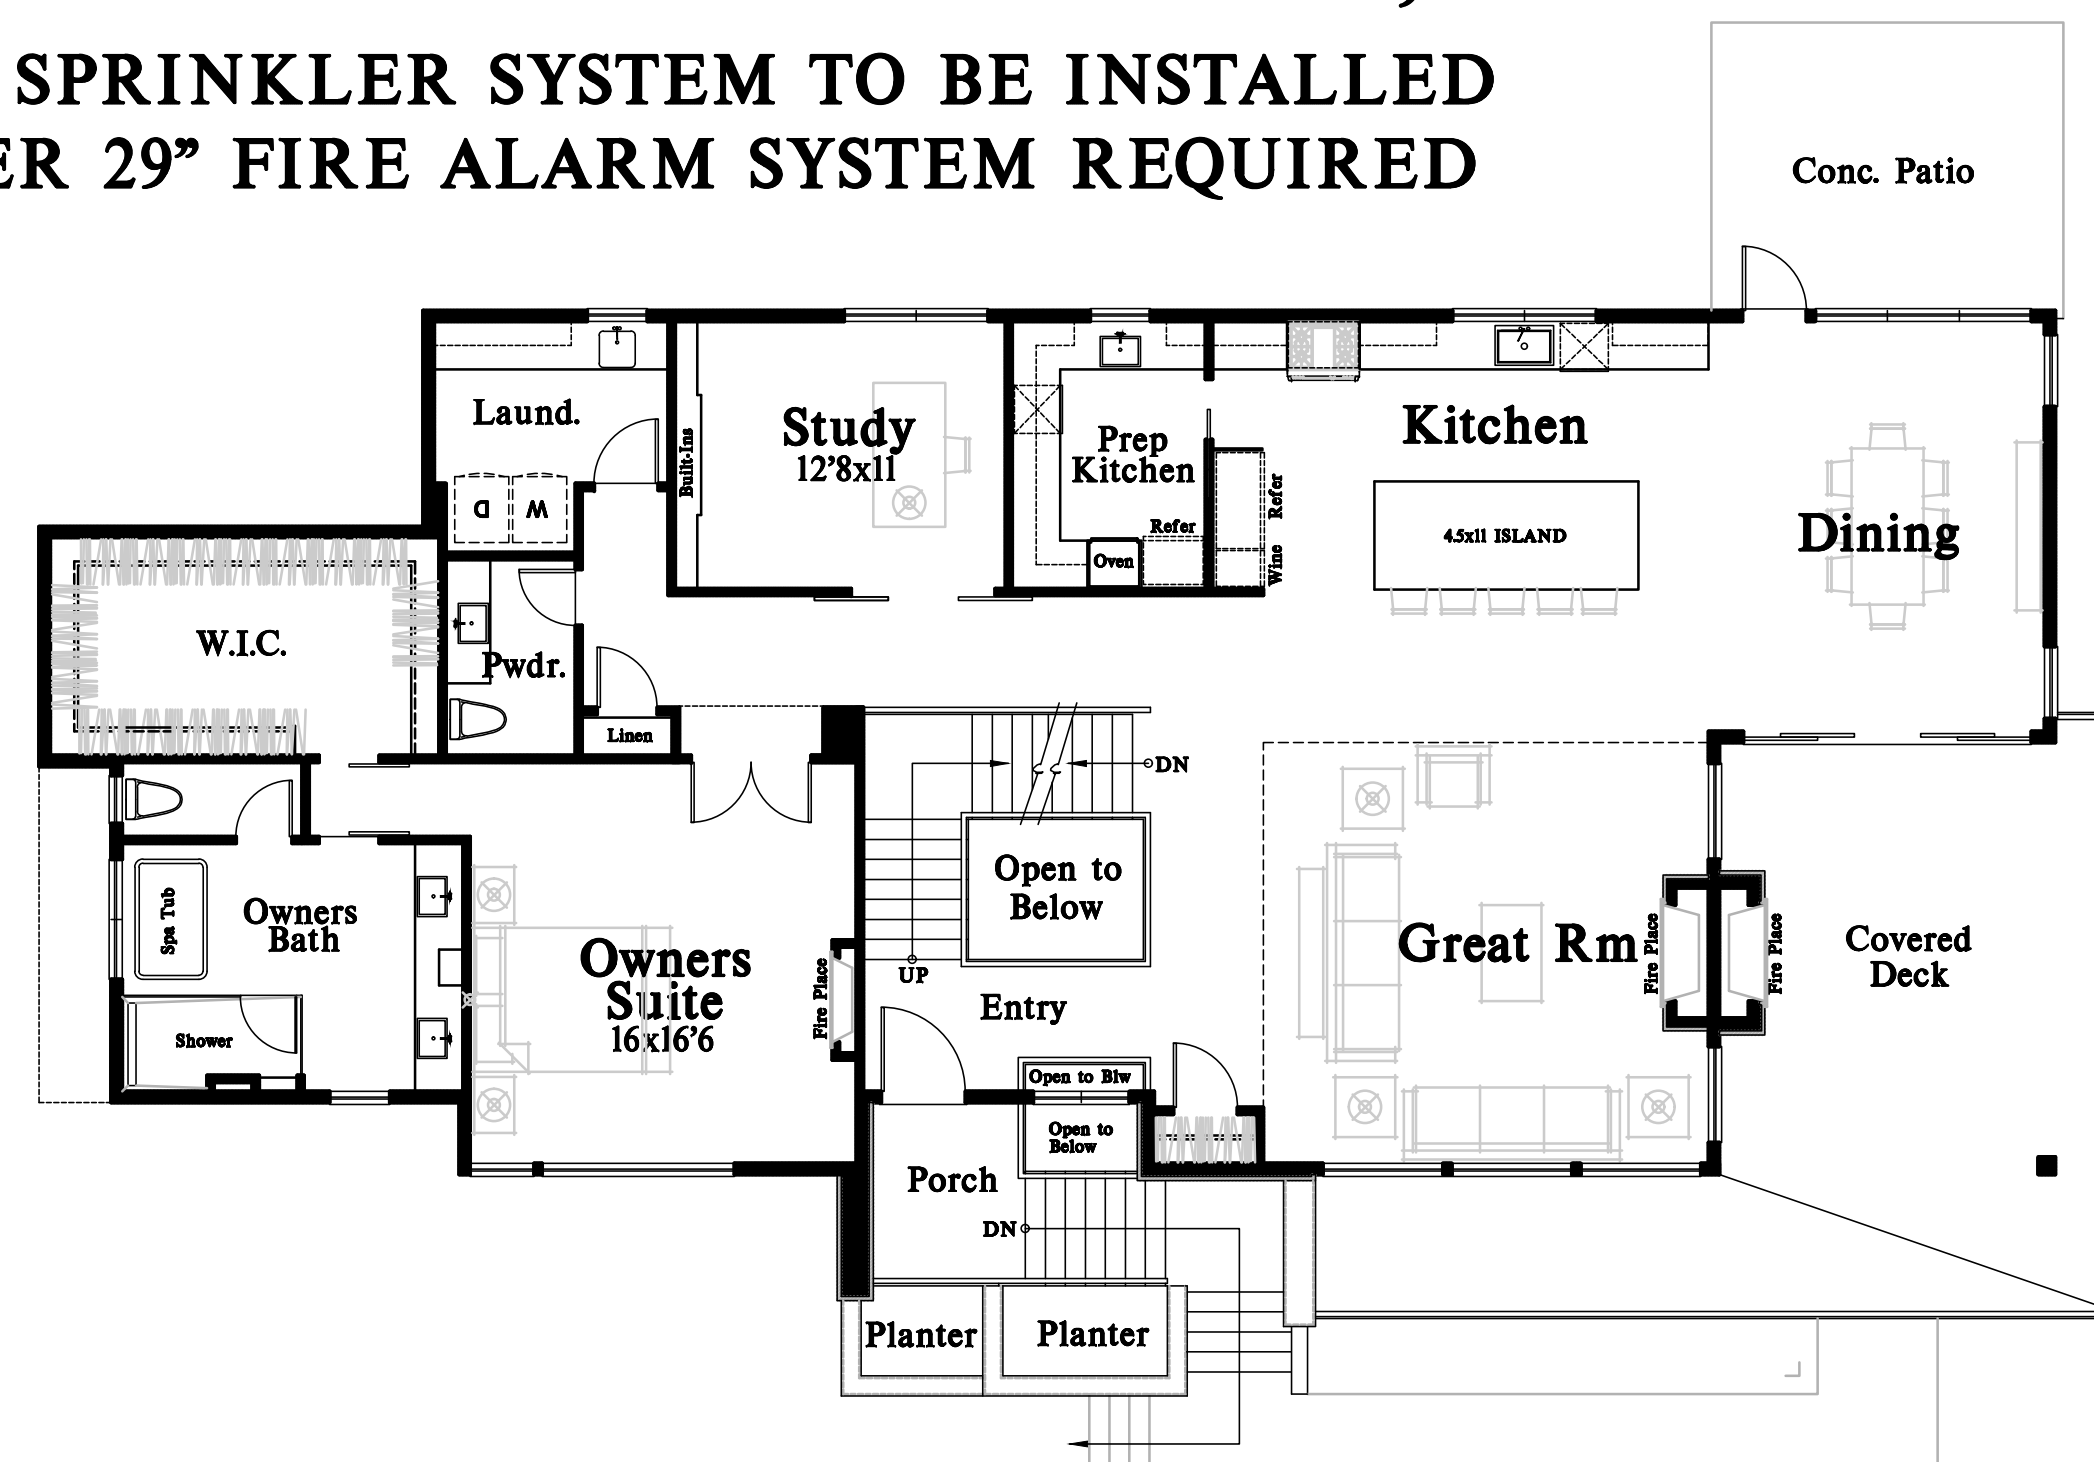 SPRINKLER SYSTEM TO BE INSTALLED
ER 29” FIRE ALARM SYSTEM REQUIRED
Conc. Patio
Laund.
Study
12’8x11
Built-Ins
Prep
Kitchen
Refer
Oven
Refer
Wine
Kitchen
4.5x11 ISLAND
Dining
D
W
W.I.C.
Pwdr.
Linen
DN
Open to
Below
UP
Entry
Great Rm
Fire Place
Fire Place
Covered
Deck
Spa Tub
Owners
Bath
Shower
Owners
Suite
16x16’6
Fire Place
Open to Blw
Open to
Below
Porch
DN
Planter
Planter